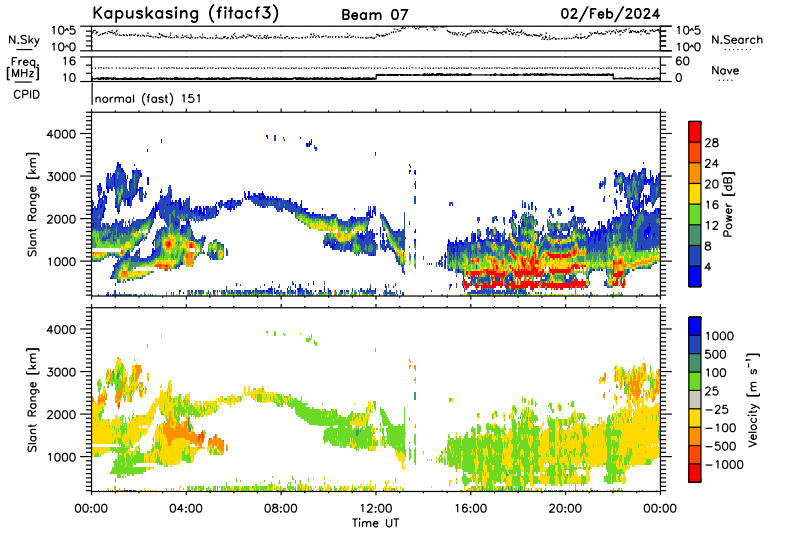 Kapuskasing (fitacf3) Beam 07 02/Feb/2024
N.Sky 10^5 10^0 10^5 10^0 N.Search
Freq. [MHz] 16 10 60 0 Nave
CPID normal (fast) 151
Slant Range [km] 4000 3000 2000 1000
28 24 20 16 12 8 4 Power [dB]
Slant Range [km] 4000 3000 2000 1000
1000 500 100 25 −25 −100 −500 −1000 Velocity [m s⁻¹]
00:00 04:00 08:00 12:00 16:00 20:00 00:00
Time UT